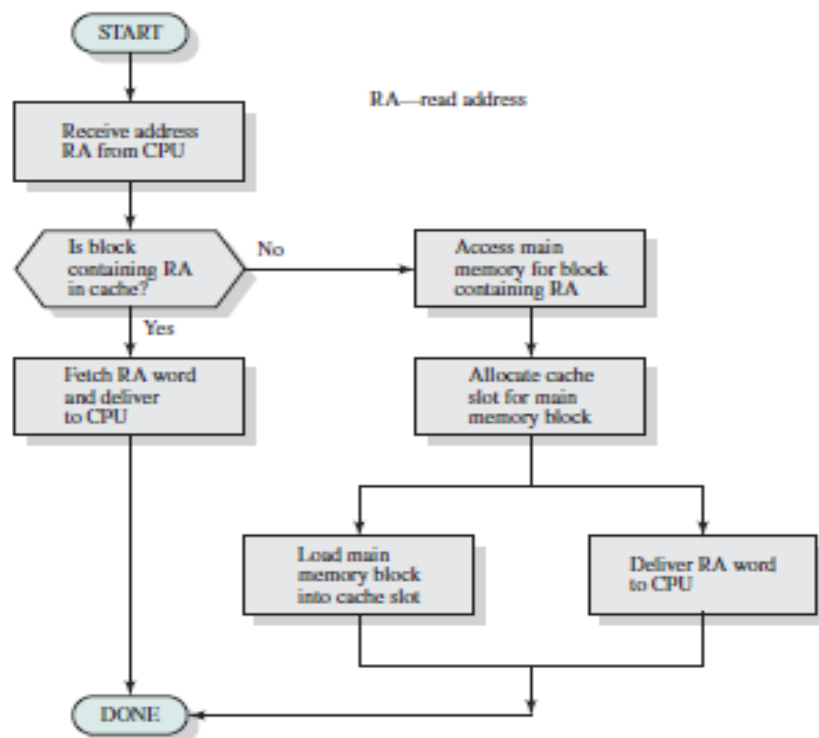 START
RA—read address
Receive address
RA from CPU
Is block
containing RA
in cache?
No
Access main
memory for block
containing RA
Yes
Fetch RA word
and deliver
to CPU
Allocate cache
slot for main
memory block
Load main
memory block
into cache slot
Deliver RA word
to CPU
DONE